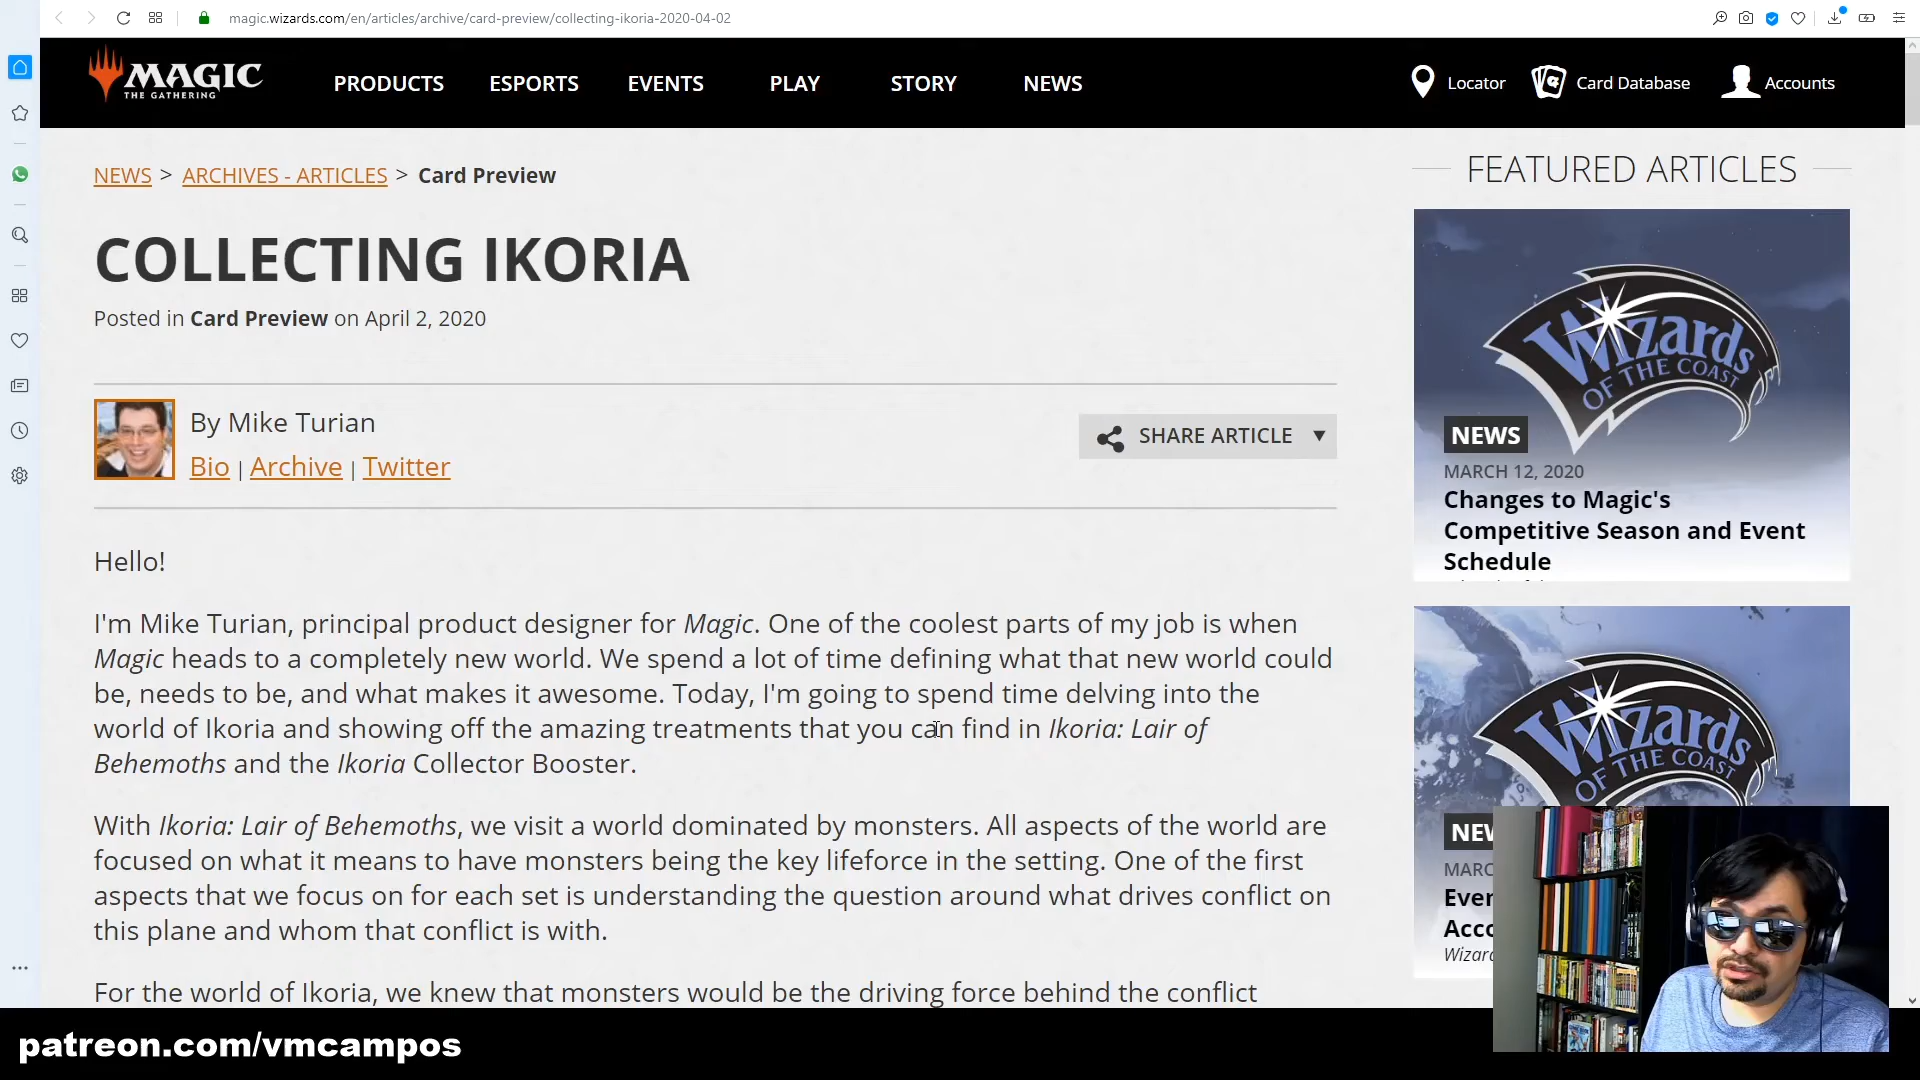 magic.wizards.com/en/articles/archive/card-preview/collecting-ikoria-2020-04-02
MAGIC
THE GATHERING
PRODUCTS ESPORTS EVENTS PLAY STORY NEWS
Locator Card Database Accounts
NEWS > ARCHIVES - ARTICLES > Card Preview
COLLECTING IKORIA
Posted in Card Preview on April 2, 2020
By Mike Turian
Bio | Archive | Twitter
SHARE ARTICLE
Hello!
I'm Mike Turian, principal product designer for Magic. One of the coolest parts of my job is when
Magic heads to a completely new world. We spend a lot of time defining what that new world could
be, needs to be, and what makes it awesome. Today, I'm going to spend time delving into the
world of Ikoria and showing off the amazing treatments that you can find in Ikoria: Lair of
Behemoths and the Ikoria Collector Booster.
With Ikoria: Lair of Behemoths, we visit a world dominated by monsters. All aspects of the world are
focused on what it means to have monsters being the key lifeforce in the setting. One of the first
aspects that we focus on for each set is understanding the question around what drives conflict on
this plane and whom that conflict is with.
For the world of Ikoria, we knew that monsters would be the driving force behind the conflict
FEATURED ARTICLES
Wizards
OF THE COAST
NEWS
MARCH 12, 2020
Changes to Magic's
Competitive Season and Event
Schedule
Wizards
OF THE COAST
NEW
MARC
Even
Acco
Wizard
patreon.com/vmcampos